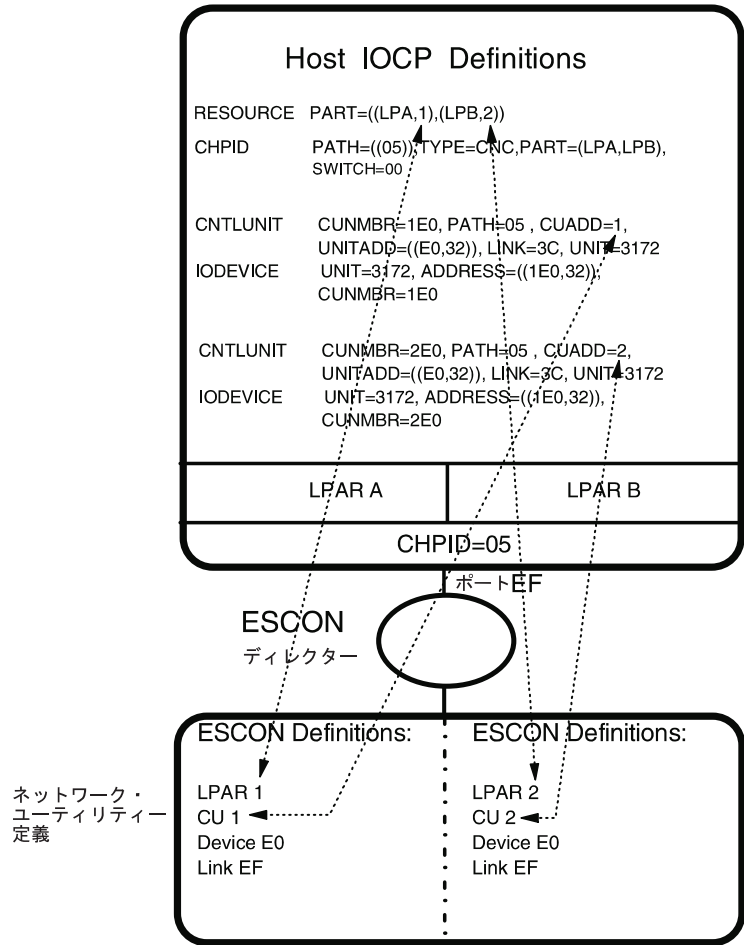 Host IOCP Definitions
RESOURCE PART=((LPA,1),(LPB,2))
CHPID PATH=((05)),TYPE=CNC,PART=(LPA,LPB),
SWITCH=00
CNTLUNIT CUNMBR=1E0, PATH=05 , CUADD=1,
UNITADD=((E0,32)), LINK=3C, UNIT=3172
IODEVICE UNIT=3172, ADDRESS=((1E0,32)),
CUNMBR=1E0
CNTLUNIT CUNMBR=2E0, PATH=05 , CUADD=2,
UNITADD=((E0,32)), LINK=3C, UNIT=3172
IODEVICE UNIT=3172, ADDRESS=((1E0,32)),
CUNMBR=2E0
LPAR A LPAR B
CHPID=05
ポートEF
ESCON
ディレクター
ESCON Definitions: ESCON Definitions:
ネットワーク・
ユーティリティー
定義
LPAR 1
CU 1
Device E0
Link EF
LPAR 2
CU 2
Device E0
Link EF